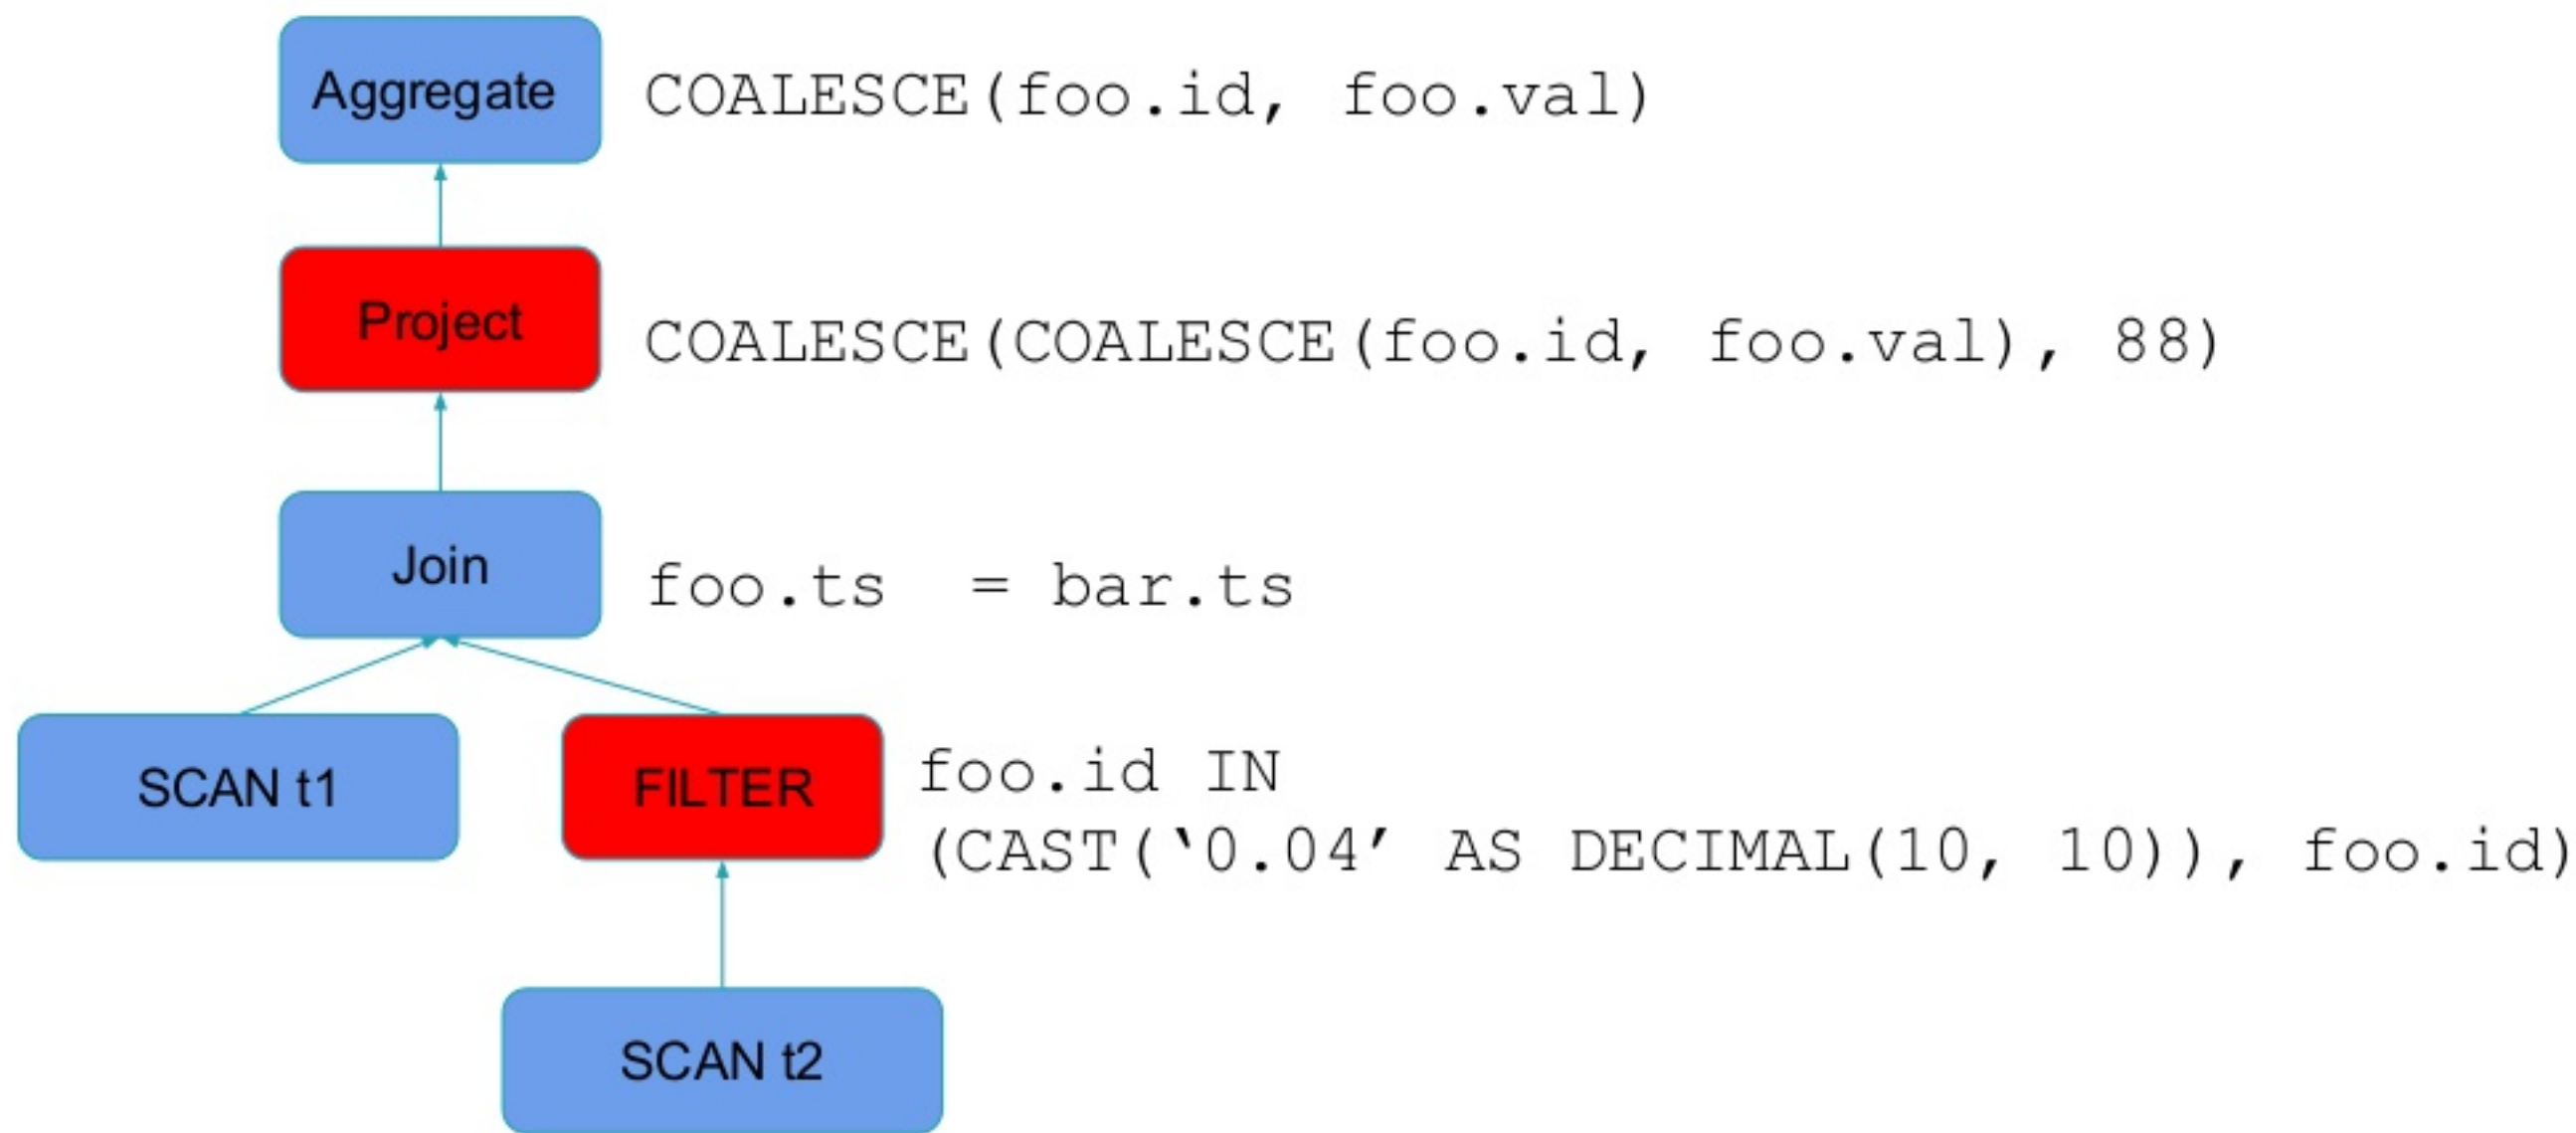 Aggregate
COALESCE(foo.id, foo.val)
Project
COALESCE(COALESCE(foo.id, foo.val), 88)
Join
foo.ts  = bar.ts
SCAN t1
FILTER
foo.id IN
(CAST(‘0.04’ AS DECIMAL(10, 10)), foo.id)
SCAN t2